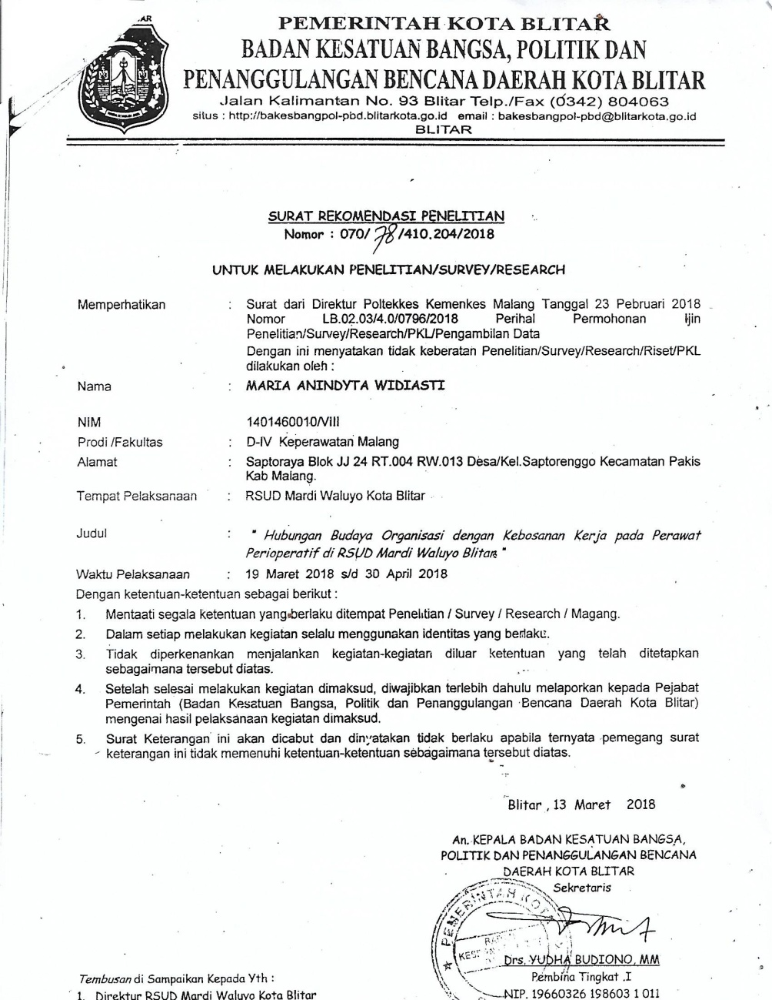 PEMERINTAH KOTA BLITAR
BADAN KESATUAN BANGSA, POLITIK DAN
PENANGGULANGAN BENCANA DAERAH KOTA BLITAR
Jalan Kalimantan No. 93 Blitar Telp./Fax (0342) 804063
situs : http://bakesbangpol-pbd.blitarkota.go.id email : bakesbangpol-pbd@blitarkota.go.id
BLITAR
SURAT REKOMENDASI PENELITIAN
Nomor : 070/78/410.204/2018
UNTUK MELAKUKAN PENELITIAN/SURVEY/RESEARCH
Memperhatikan : Surat dari Direktur Poltekkes Kemenkes Malang Tanggal 23 Pebruari 2018
Nomor LB.02.03/4.0/0796/2018 Perihal Permohonan Ijin
Penelitian/Survey/Research/PKL/Pengambilan Data
Dengan ini menyatakan tidak keberatan Penelitian/Survey/Research/Riset/PKL
dilakukan oleh :
Nama : MARIA ANINDYTA WIDIASTI
NIM 1401460010/VIII
Prodi /Fakultas : D-IV Keperawatan Malang
Alamat : Saptoraya Blok JJ 24 RT.004 RW.013 Desa/Kel.Saptorenggo Kecamatan Pakis
Kab Malang.
Tempat Pelaksanaan : RSUD Mardi Waluyo Kota Blitar
Judul : " Hubungan Budaya Organisasi dengan Kebosanan Kerja pada Perawat
Perioperatif di RSUD Mardi Waluyo Blitar "
Waktu Pelaksanaan : 19 Maret 2018 s/d 30 April 2018
Dengan ketentuan-ketentuan sebagai berikut :
1. Mentaati segala ketentuan yang berlaku ditempat Penelitian / Survey / Research / Magang.
2. Dalam setiap melakukan kegiatan selalu menggunakan identitas yang berlaku.
3. Tidak diperkenankan menjalankan kegiatan-kegiatan diluar ketentuan yang telah ditetapkan
sebagaimana tersebut diatas.
4. Setelah selesai melakukan kegiatan dimaksud, diwajibkan terlebih dahulu melaporkan kepada Pejabat
Pemerintah (Badan Kesatuan Bangsa, Politik dan Penanggulangan Bencana Daerah Kota Blitar)
mengenai hasil pelaksanaan kegiatan dimaksud.
5. Surat Keterangan ini akan dicabut dan dinyatakan tidak berlaku apabila ternyata pemegang surat
keterangan ini tidak memenuhi ketentuan-ketentuan sebagaimana tersebut diatas.
Blitar , 13 Maret 2018
An. KEPALA BADAN KESATUAN BANGSA,
POLITIK DAN PENANGGULANGAN BENCANA
DAERAH KOTA BLITAR
Sekretaris
PEMERINTAH KOTA
Drs. YUDHA BUDIONO, MM
Pembina Tingkat .I
NIP. 19660326 198603 1 011
Tembusan di Sampaikan Kepada Yth :
1. Direktur RSUD Mardi Waluyo Kota Blitar